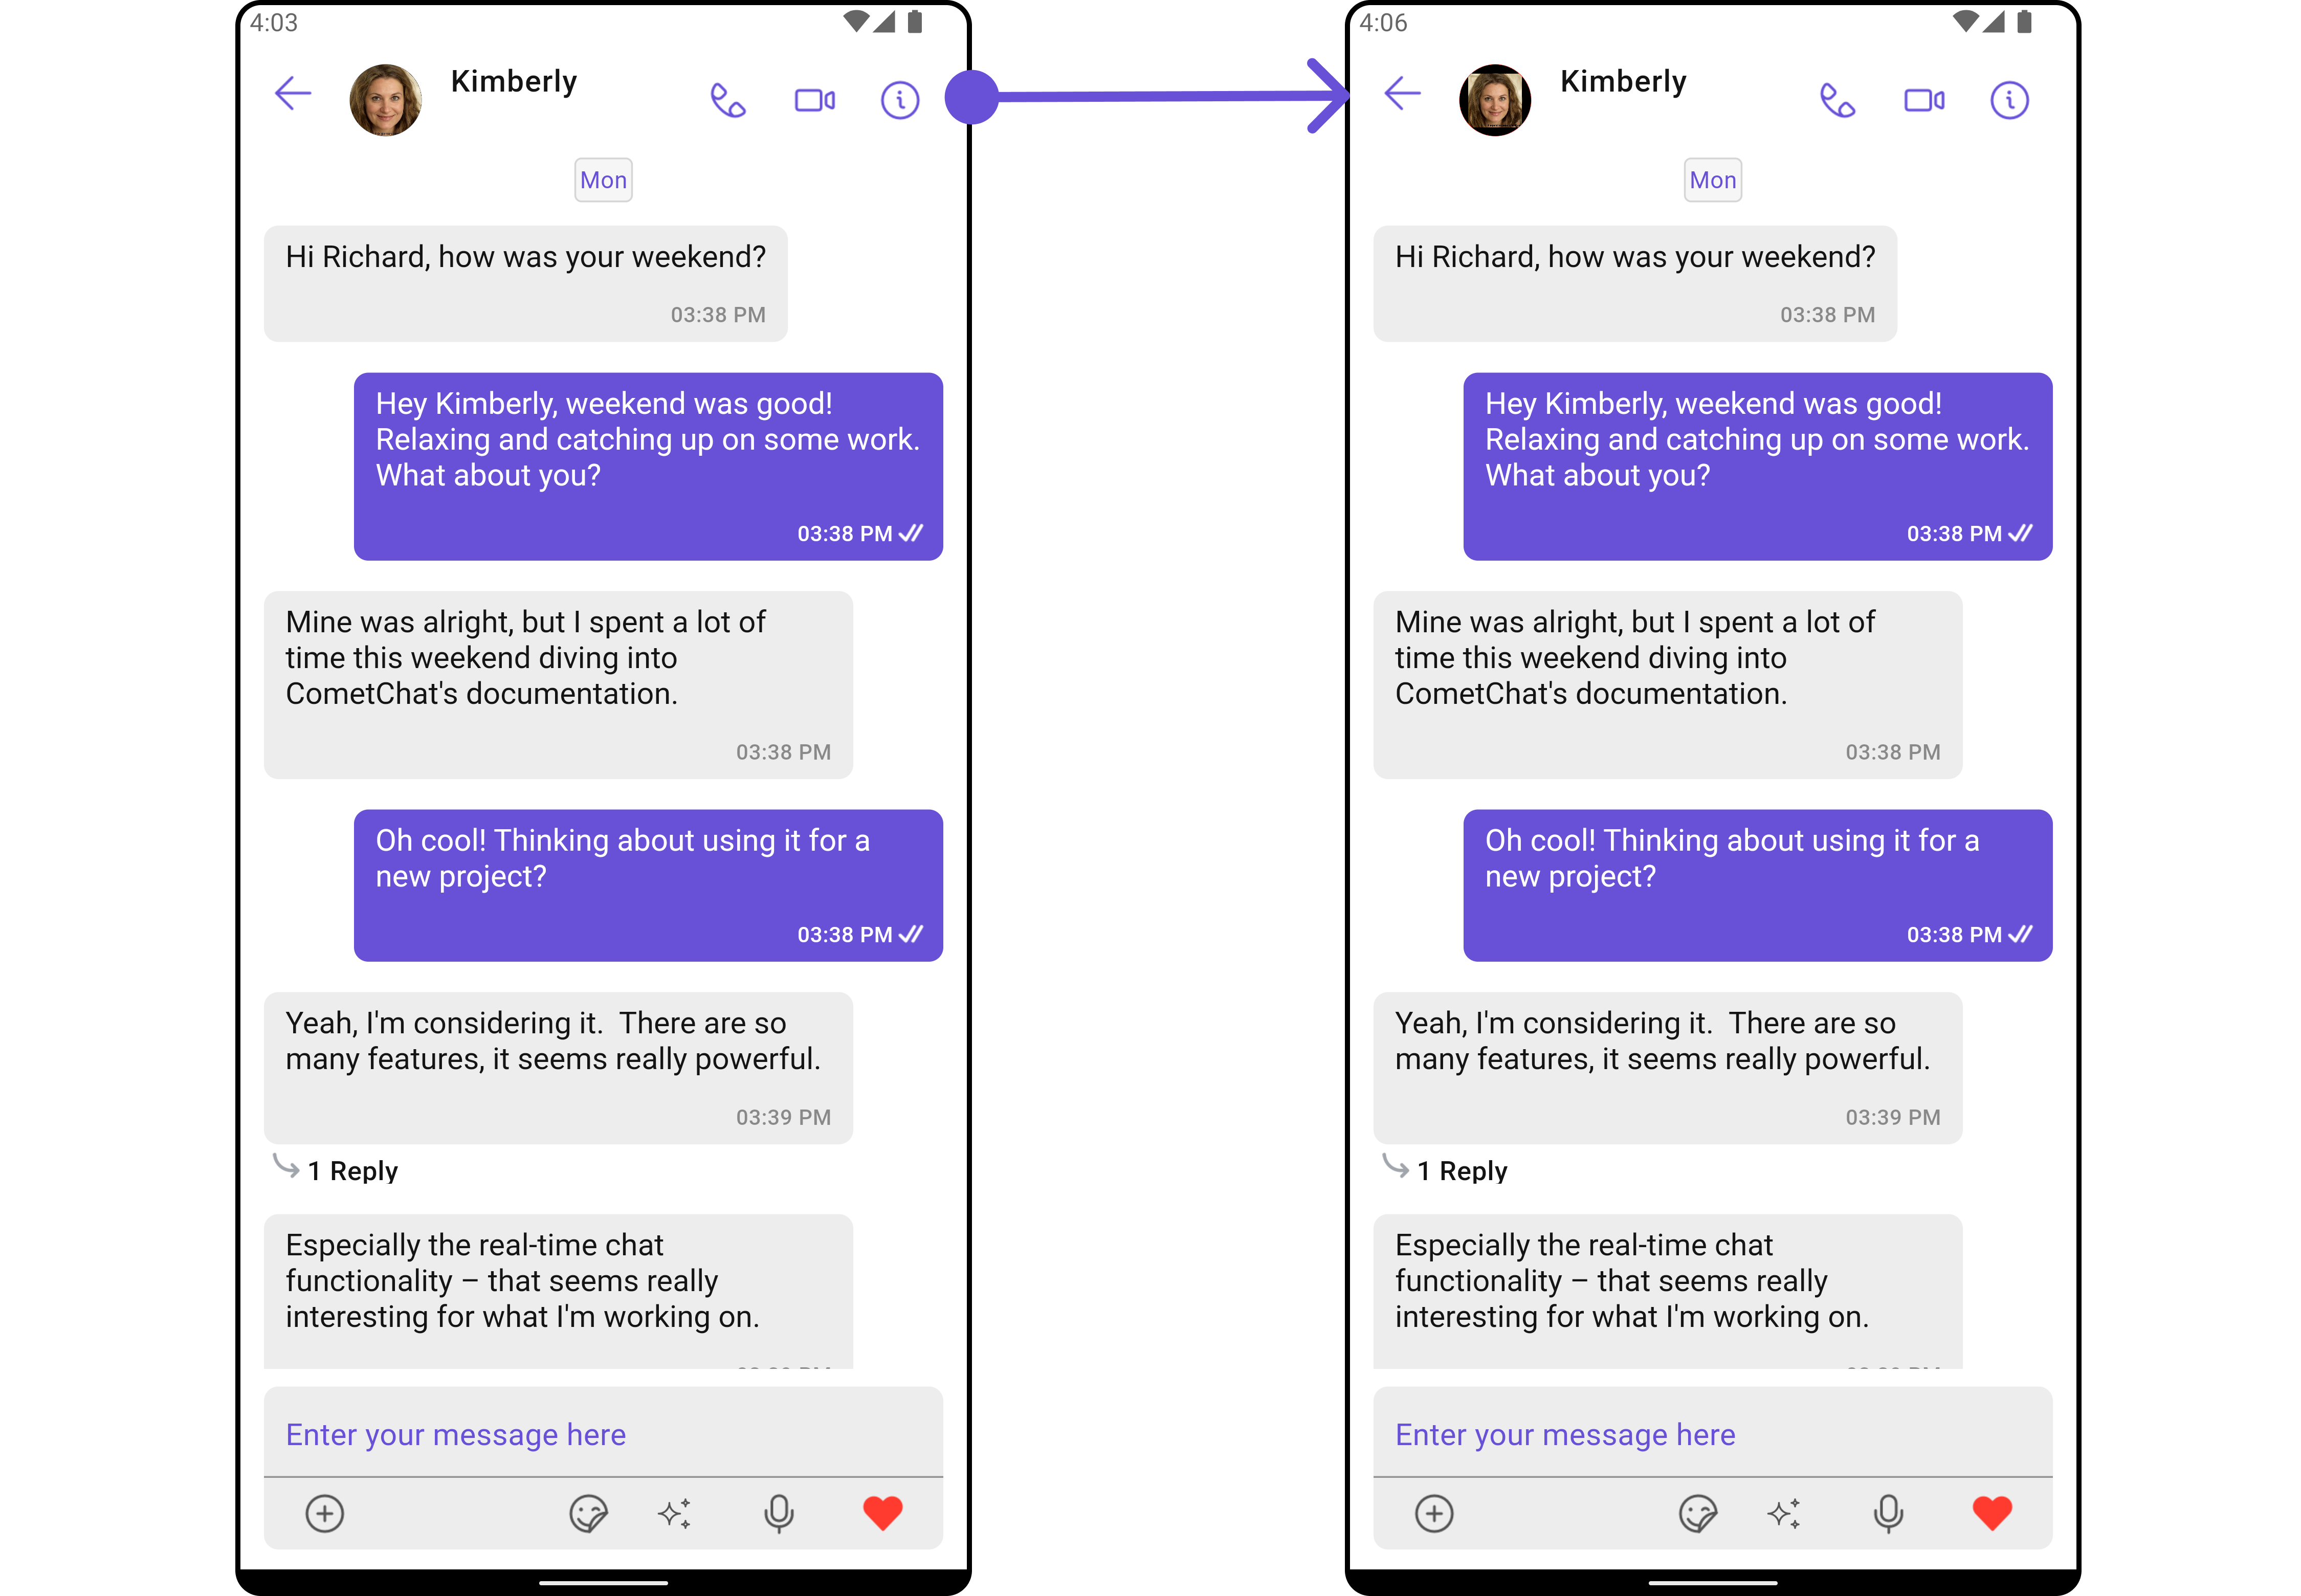 4:03
Kimberly
Mon
Hi Richard, how was your weekend?
03:38 PM
Hey Kimberly, weekend was good!
Relaxing and catching up on some work.
What about you?
03:38 PM
Mine was alright, but I spent a lot of
time this weekend diving into
CometChat's documentation.
03:38 PM
Oh cool! Thinking about using it for a
new project?
03:38 PM
Yeah, I'm considering it.  There are so
many features, it seems really powerful.
03:39 PM
1 Reply
Especially the real-time chat
functionality – that seems really
interesting for what I'm working on.
Enter your message here
4:06
Kimberly
Mon
Hi Richard, how was your weekend?
03:38 PM
Hey Kimberly, weekend was good!
Relaxing and catching up on some work.
What about you?
03:38 PM
Mine was alright, but I spent a lot of
time this weekend diving into
CometChat's documentation.
03:38 PM
Oh cool! Thinking about using it for a
new project?
03:38 PM
Yeah, I'm considering it.  There are so
many features, it seems really powerful.
03:39 PM
1 Reply
Especially the real-time chat
functionality – that seems really
interesting for what I'm working on.
Enter your message here